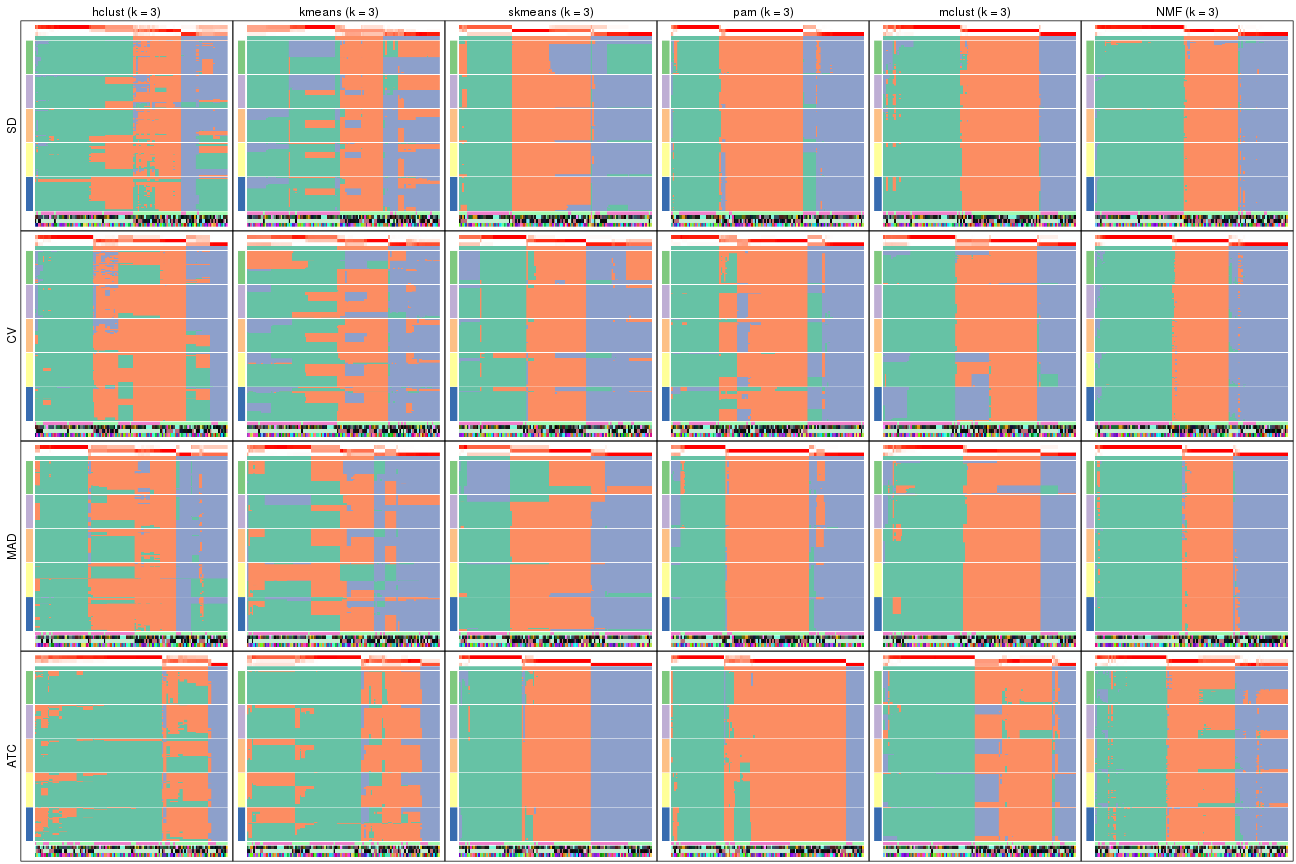 hclust (k = 3) kmeans (k = 3) skmeans (k = 3) pam (k = 3) mclust (k = 3) NMF (k = 3)
SD
CV
MAD
ATC